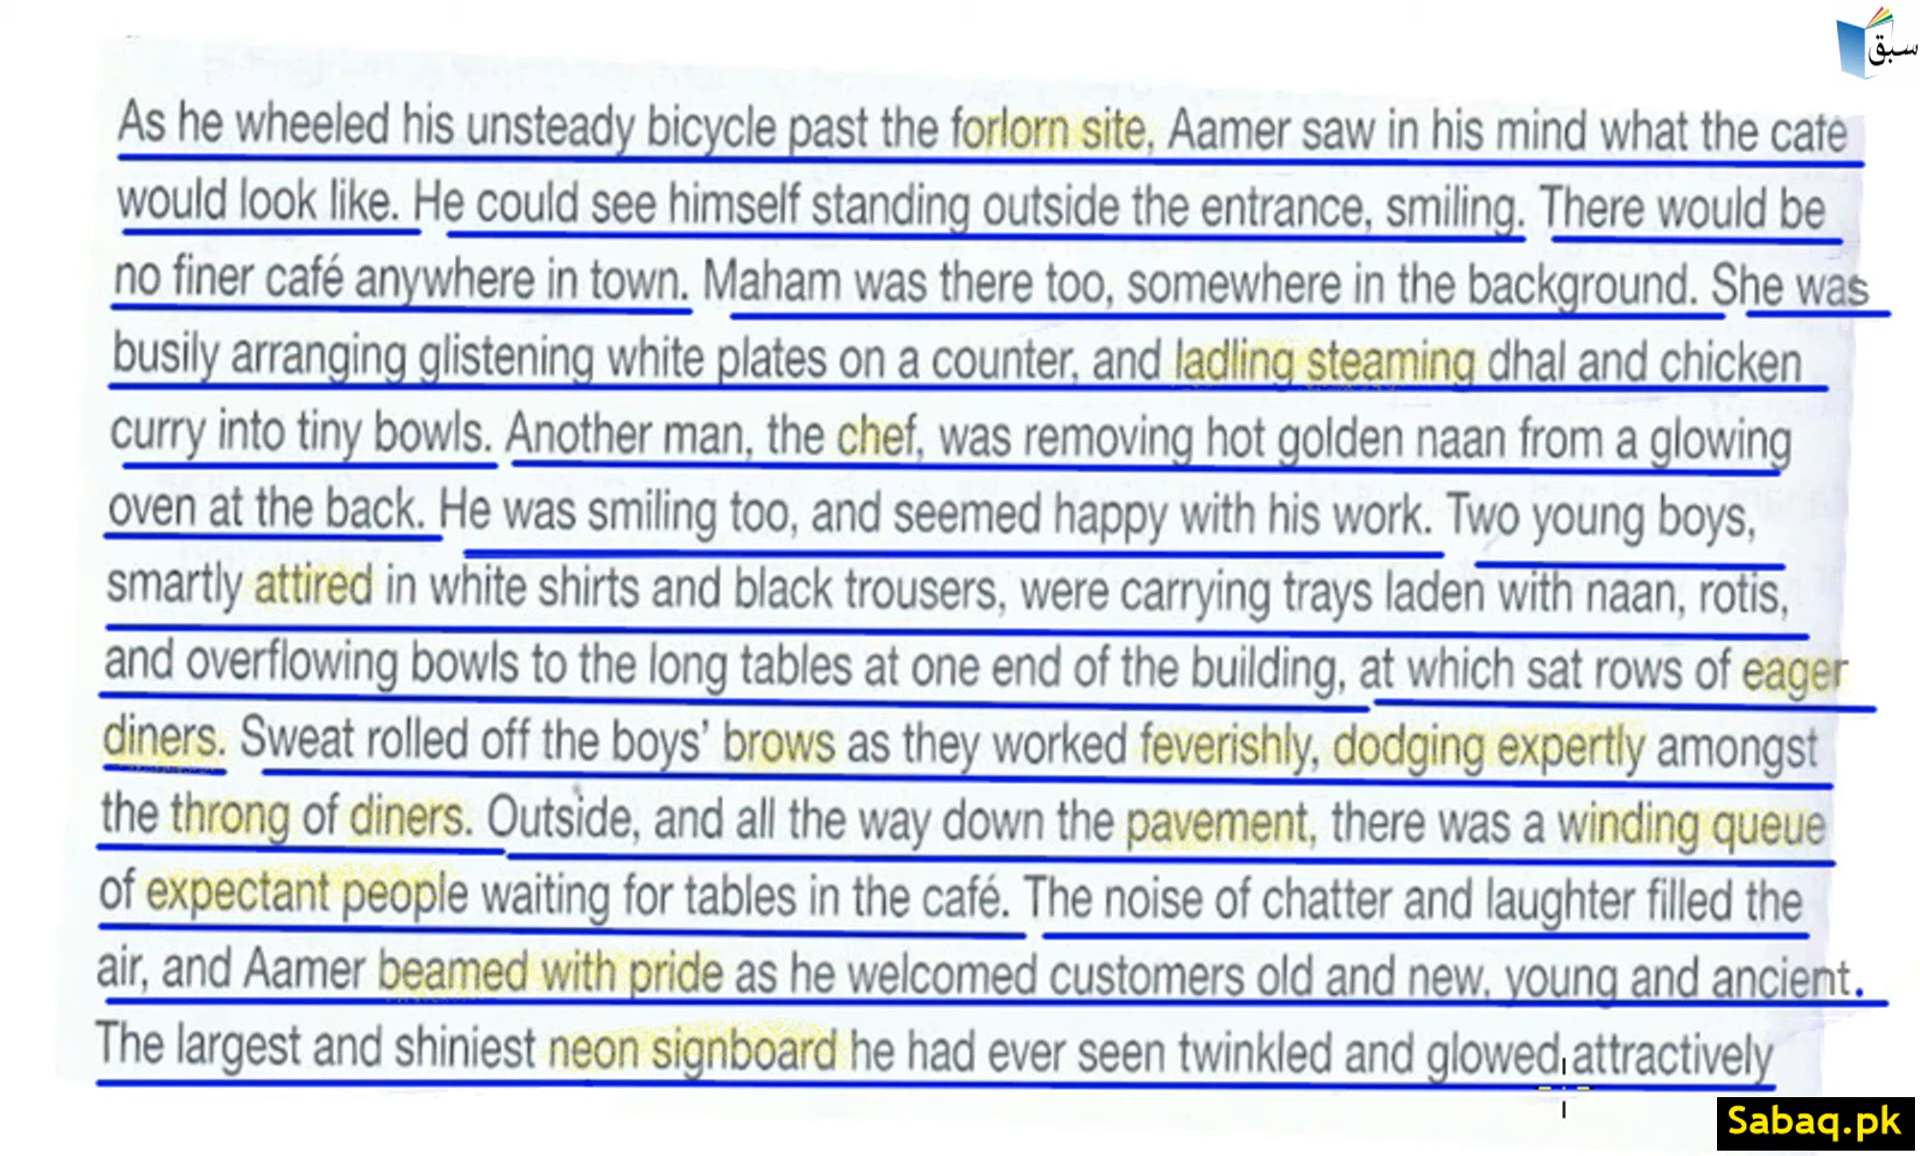 سبق
As he wheeled his unsteady bicycle past the forlorn site, Aamer saw in his mind what the café
would look like. He could see himself standing outside the entrance, smiling. There would be
no finer café anywhere in town. Maham was there too, somewhere in the background. She was
busily arranging glistening white plates on a counter, and ladling steaming dhal and chicken
curry into tiny bowls. Another man, the chef, was removing hot golden naan from a glowing
oven at the back. He was smiling too, and seemed happy with his work. Two young boys,
smartly attired in white shirts and black trousers, were carrying trays laden with naan, rotis,
and overflowing bowls to the long tables at one end of the building, at which sat rows of eager
diners. Sweat rolled off the boys’ brows as they worked feverishly, dodging expertly amongst
the throng of diners. Outside, and all the way down the pavement, there was a winding queue
of expectant people waiting for tables in the café. The noise of chatter and laughter filled the
air, and Aamer beamed with pride as he welcomed customers old and new, young and ancient.
The largest and shiniest neon signboard he had ever seen twinkled and glowed attractively
Sabaq.pk